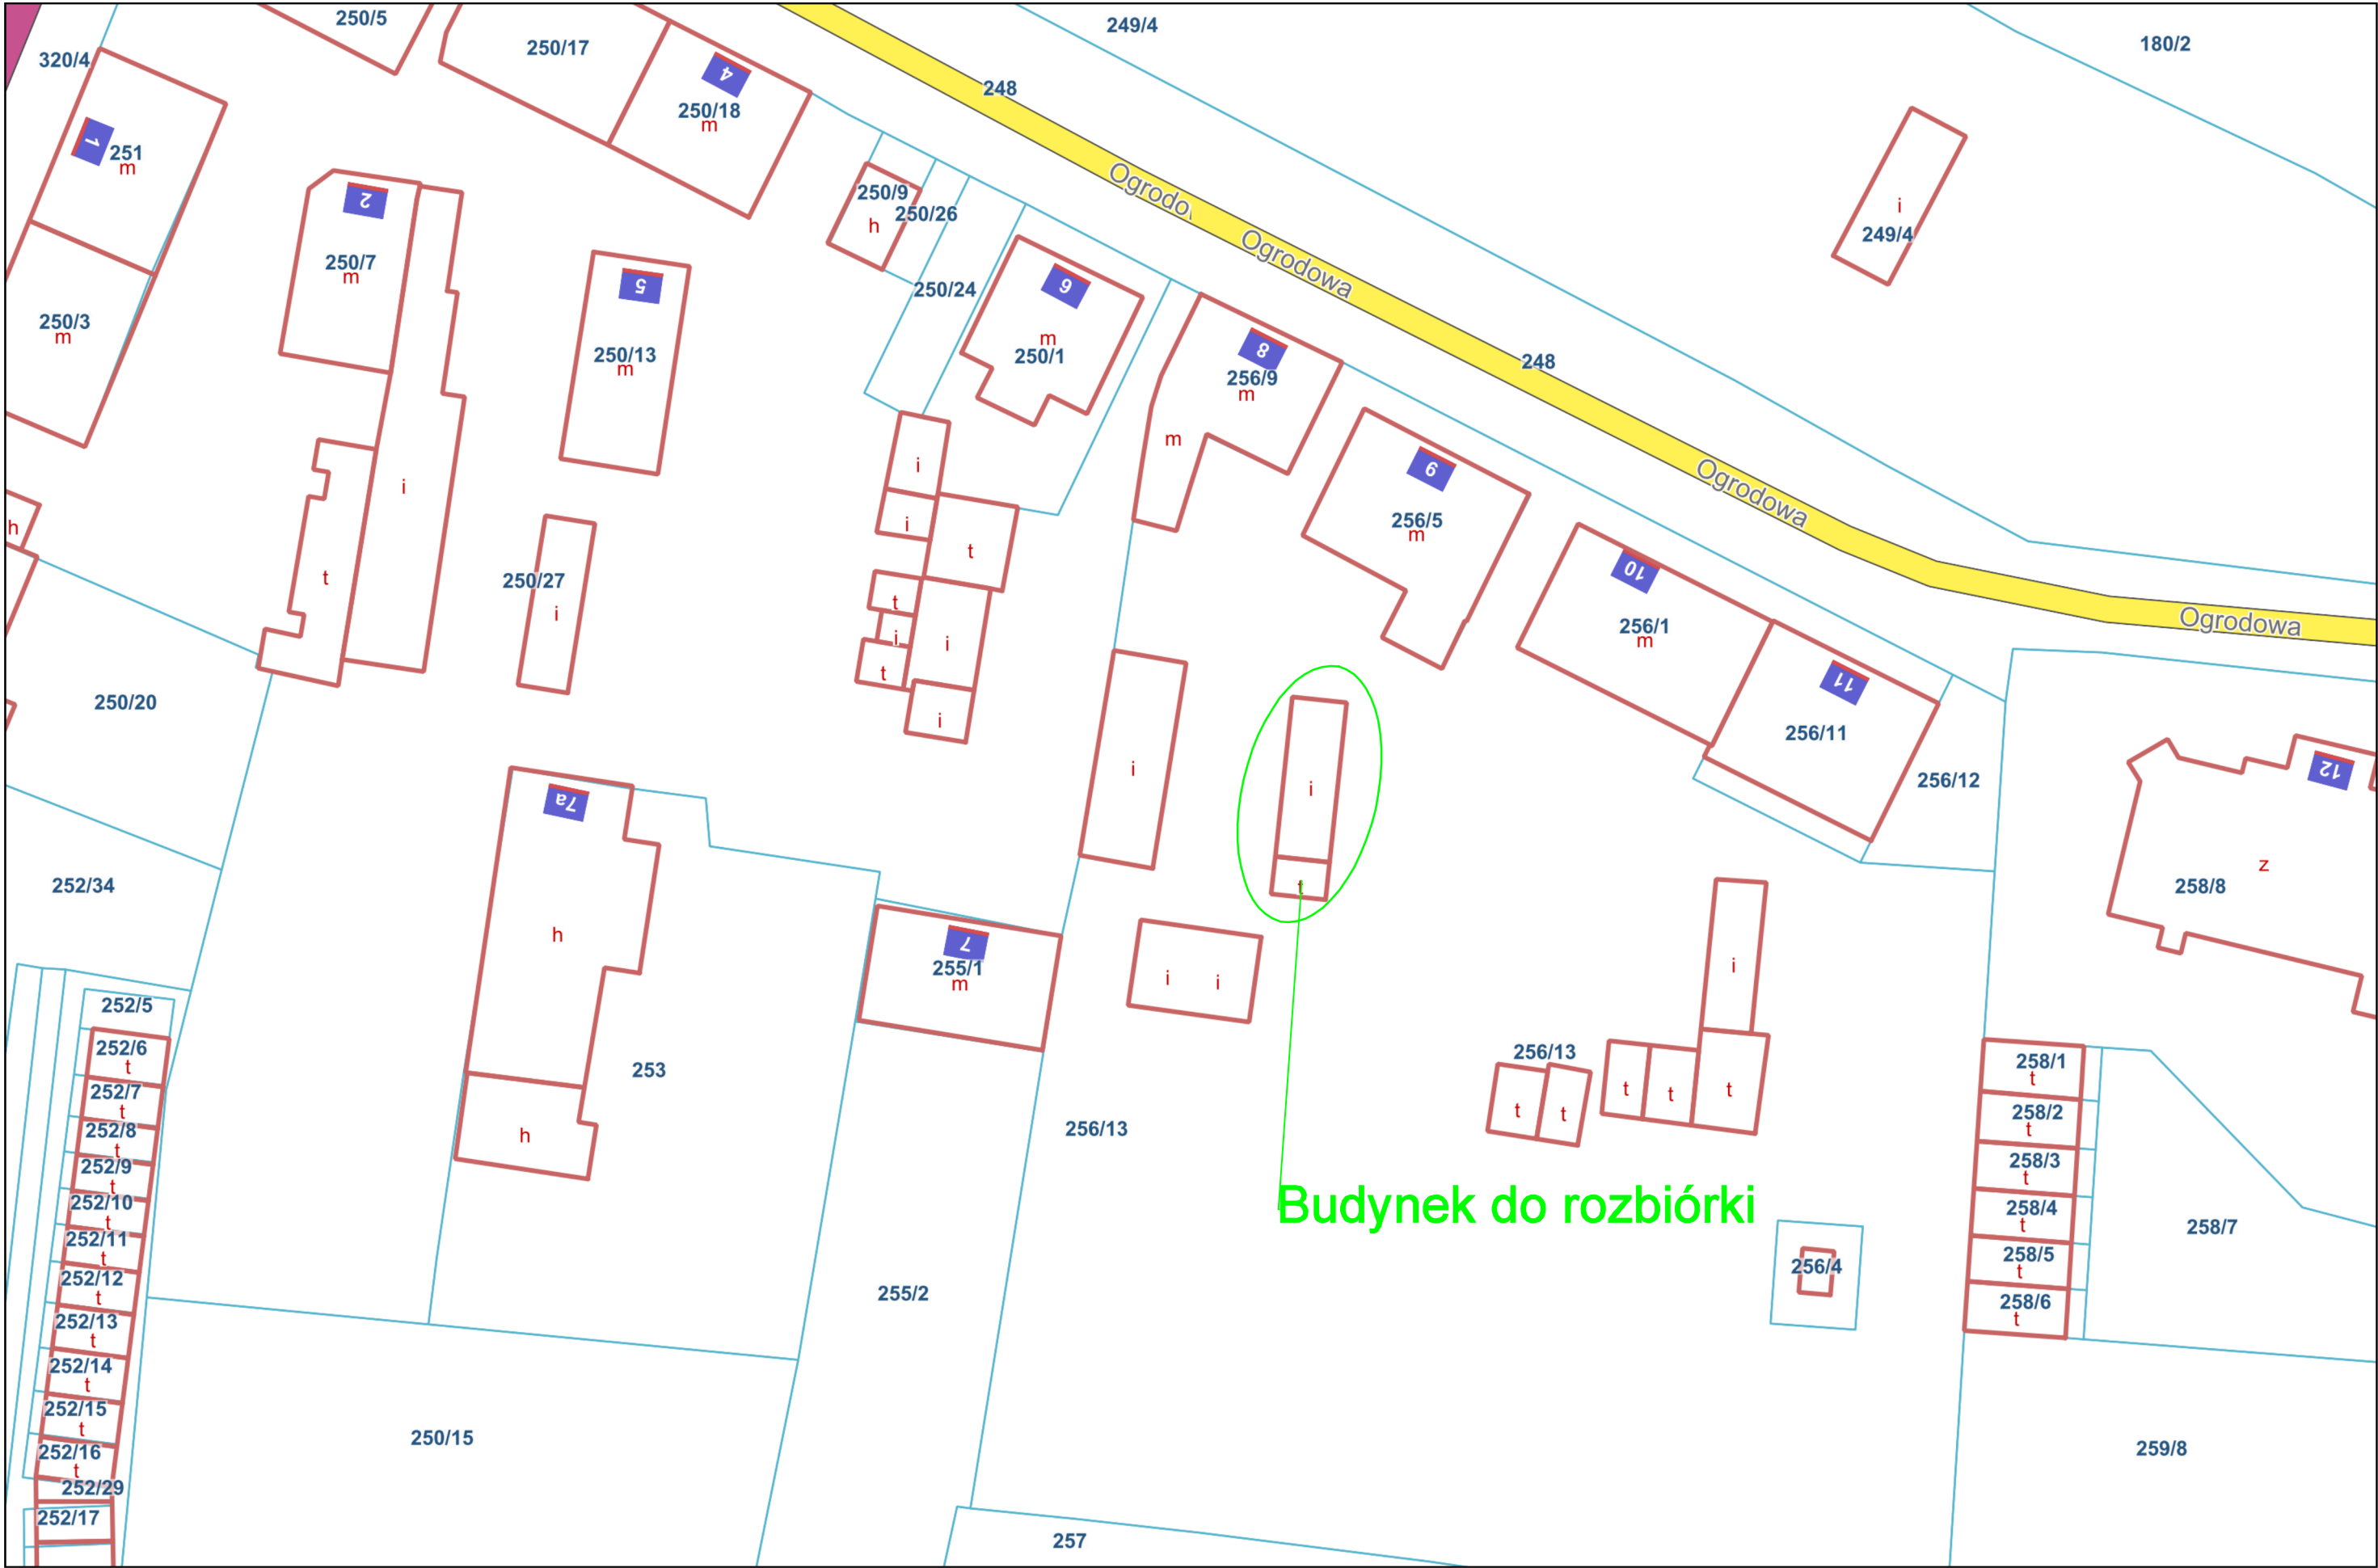 250/5
249/4
180/2
250/17
320/4
4
248
250/18
m
1
251
m
i
249/4
Ogrodo
250/9
250/26
h
2
250/7
m
Ogrodowa
5
250/13
m
250/24
6
m
250/1
250/3
m
8
256/9
m
248
m
9
256/5
m
Ogrodowa
i
i
i
t
h
t
250/27
i
10
256/1
m
Ogrodowa
t
i
i
t
i
11
256/11
250/20
7a
i
i
t
256/12
12
z
258/8
252/34
h
7
255/1
m
i
i
i
252/5
252/6
t
252/7
t
252/8
t
252/9
t
252/10
t
252/11
t
252/12
t
252/13
t
252/14
t
252/15
t
252/16
t
252/29
252/17
253
h
256/13
256/13
t
t
t
t
t
258/1
t
258/2
t
258/3
t
258/4
t
258/5
t
258/6
t
258/7
Budynek do rozbiórki
256/4
255/2
250/15
259/8
257